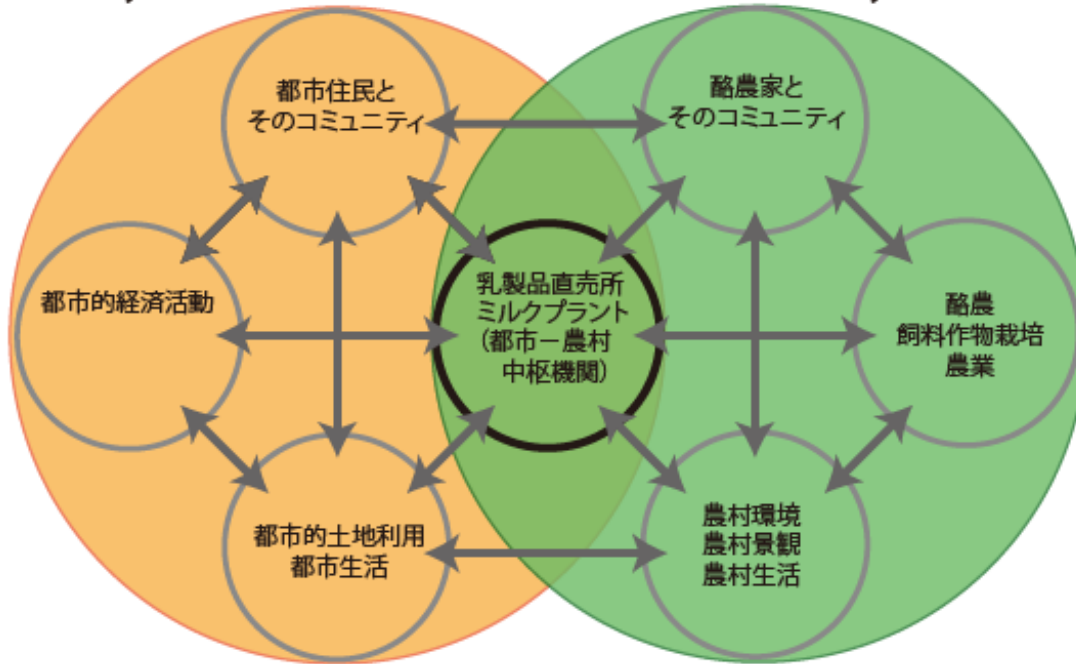 都市住民と
そのコミュニティ
酪農家と
そのコミュニティ
都市的経済活動
乳製品直売所
ミルクプラント
(都市－農村
中枢機関)
酪農
飼料作物栽培
農業
都市的土地利用
都市生活
農村環境
農村景観
農村生活